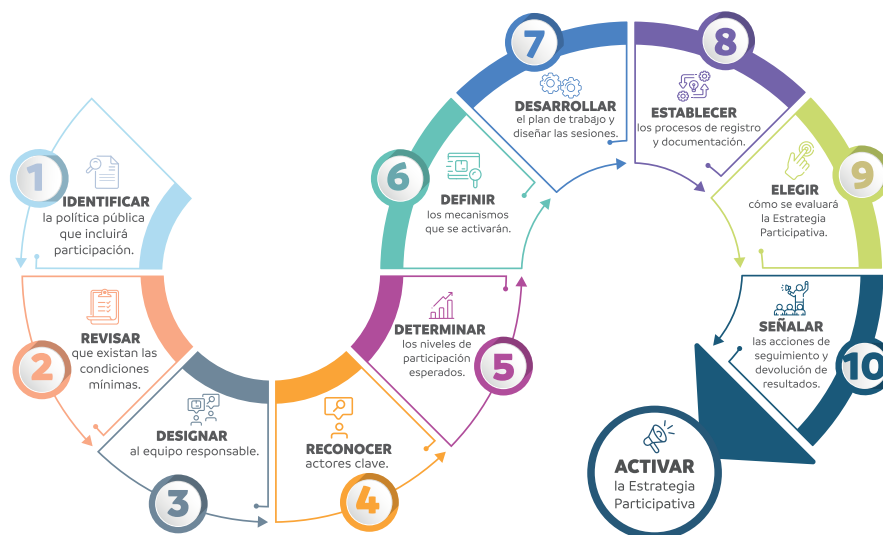 1
IDENTIFICAR
la política pública
que incluirá
participación.
2
REVISAR
que existan las
condiciones
mínimas.
3
DESIGNAR
al equipo responsable.
4
RECONOCER
actores clave.
5
DETERMINAR
los niveles de
participación
esperados.
6
DEFINIR
los mecanismos
que se activarán.
7
DESARROLLAR
el plan de trabajo y
diseñar las sesiones.
8
ESTABLECER
los procesos de registro
y documentación.
9
ELEGIR
cómo se evaluará
la Estrategia
Participativa.
10
SEÑALAR
las acciones de
seguimiento y
devolución de
resultados.
ACTIVAR
la Estrategia
Participativa